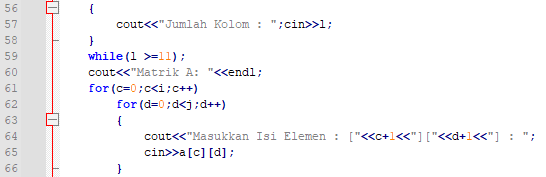 56 {
57 cout<<"Jumlah Kolom : ";cin>>l;
58 }
59 while(l >=11);
60 cout<<"Matrik A: "<<endl;
61 for(c=0;c<i;c++)
62 for(d=0;d<j;d++)
63 {
64 cout<<"Masukkan Isi Elemen : ["<<c+1<<"]["<<d+1<<"] : ";
65 cin>>a[c][d];
66 }